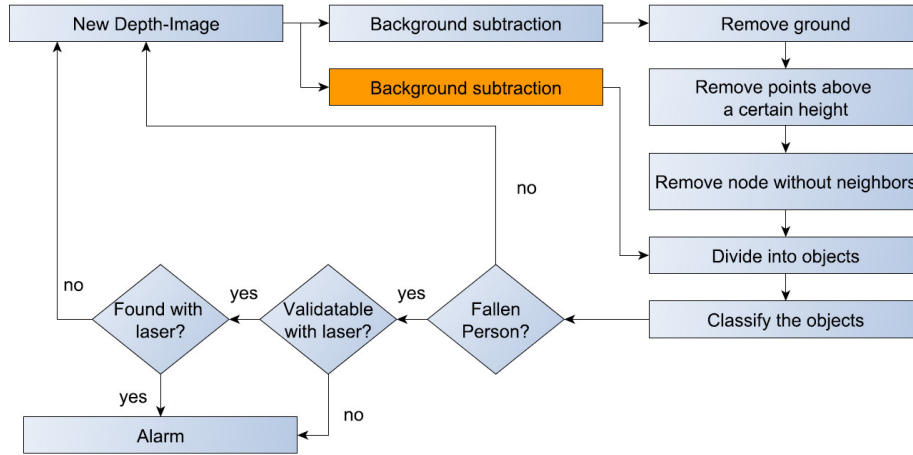 New Depth-Image
Background subtraction
Remove ground
Background subtraction
Remove points above
a certain height
no
Remove node without neighbors
Divide into objects
no
yes
yes
Found with
laser?
Validatable
with laser?
Fallen
Person?
Classify the objects
yes
no
Alarm